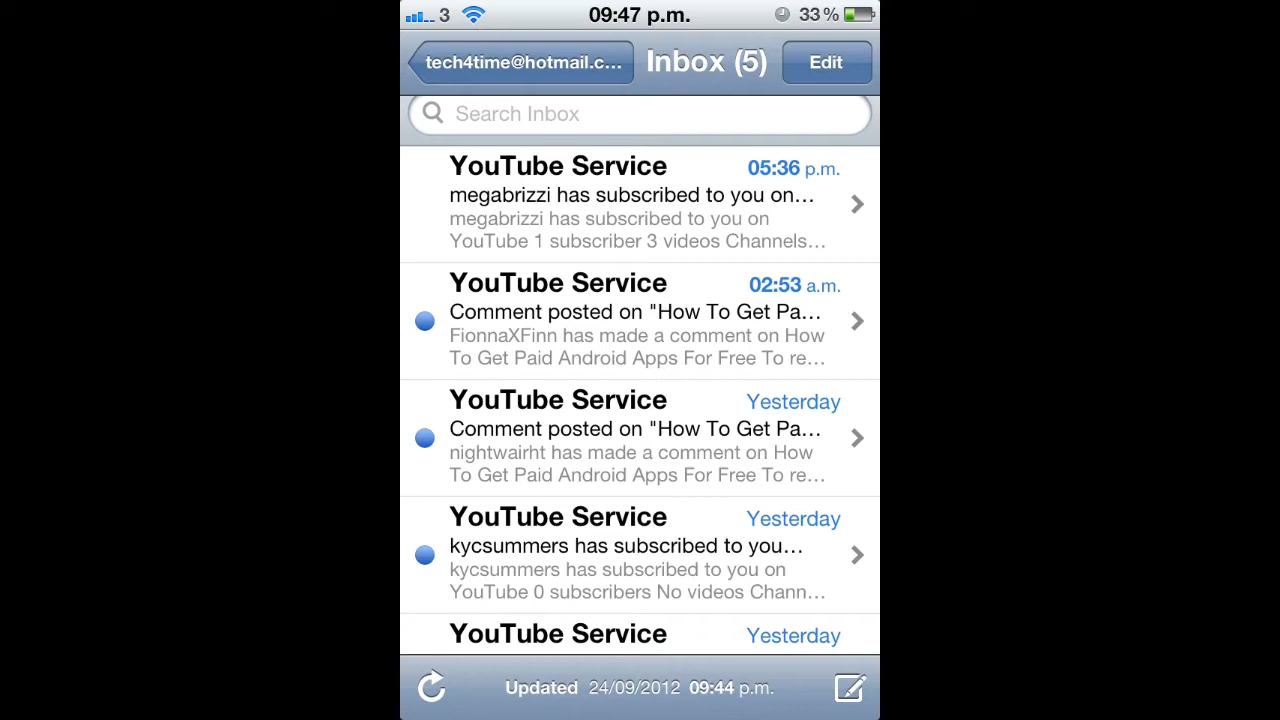 3 09:47 p.m. 33%
tech4time@hotmail.c... Inbox (5) Edit
Search Inbox
YouTube Service 05:36 p.m.
megabrizzi has subscribed to you on...
megabrizzi has subscribed to you on
YouTube 1 subscriber 3 videos Channels...
YouTube Service 02:53 a.m.
Comment posted on "How To Get Pa...
FionnaXFinn has made a comment on How
To Get Paid Android Apps For Free To re...
YouTube Service Yesterday
Comment posted on "How To Get Pa...
nightwairht has made a comment on How
To Get Paid Android Apps For Free To re...
YouTube Service Yesterday
kycsummers has subscribed to you...
kycsummers has subscribed to you on
YouTube 0 subscribers No videos Chann...
YouTube Service Yesterday
Updated 24/09/2012 09:44 p.m.